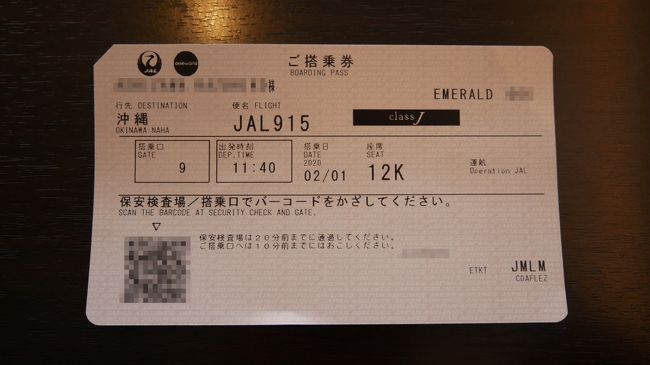 JAL
oneworld
ご搭乗券
BOARDING PASS
様
EMERALD
行先 DESTINATION
便名 FLIGHT
沖縄
OKINAWA NAHA
JAL915
class J
搭乗口
GATE
9
出発時刻
DEP.TIME
11:40
搭乗日
DATE
2020
02/01
座席
SEAT
12K
運航
Operation JAL
保安検査場/搭乗口でバーコードをかざしてください。
SCAN THE BARCODE AT SECURITY CHECK AND GATE.
保安検査場は20分前までに通過してください。
ご搭乗口へは10分前までにはおこしください。
ETKT
JMLM
CDAFLEZ